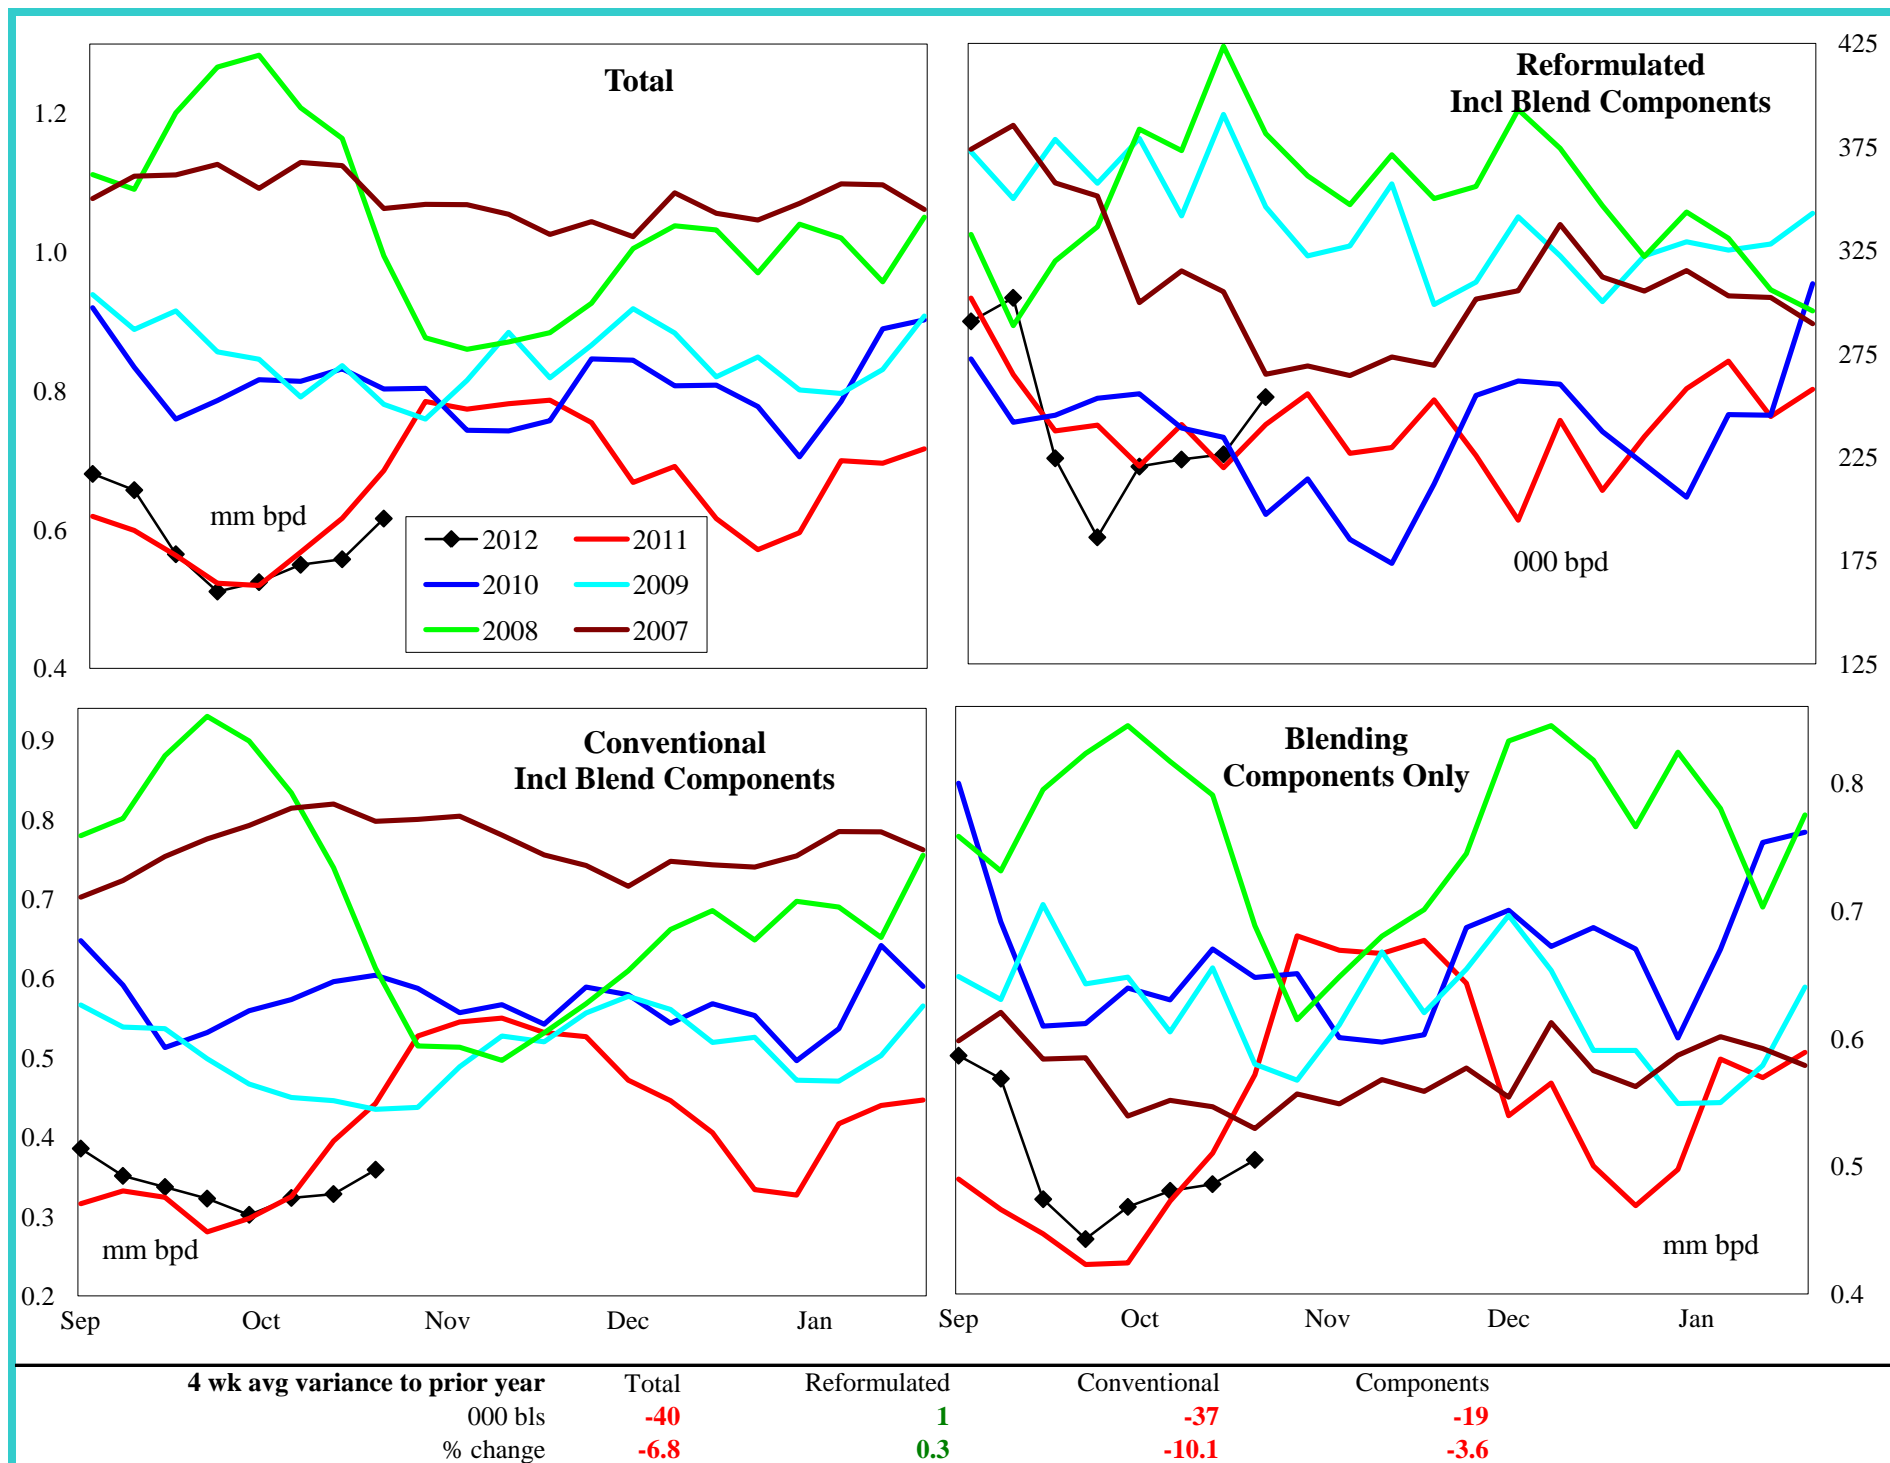 Total
1.2
1.0
0.8
0.6
0.4
mm bpd
2012 2011
2010 2009
2008 2007
Reformulated
Incl Blend Components
425
375
325
275
225
175
125
000 bpd
Conventional
Incl Blend Components
0.9
0.8
0.7
0.6
0.5
0.4
0.3
0.2
mm bpd
Sep Oct Nov Dec Jan
Blending
Components Only
0.8
0.7
0.6
0.5
0.4
mm bpd
Sep Oct Nov Dec Jan
4 wk avg variance to prior year Total Reformulated Conventional Components
000 bls -40 1 -37 -19
% change -6.8 0.3 -10.1 -3.6